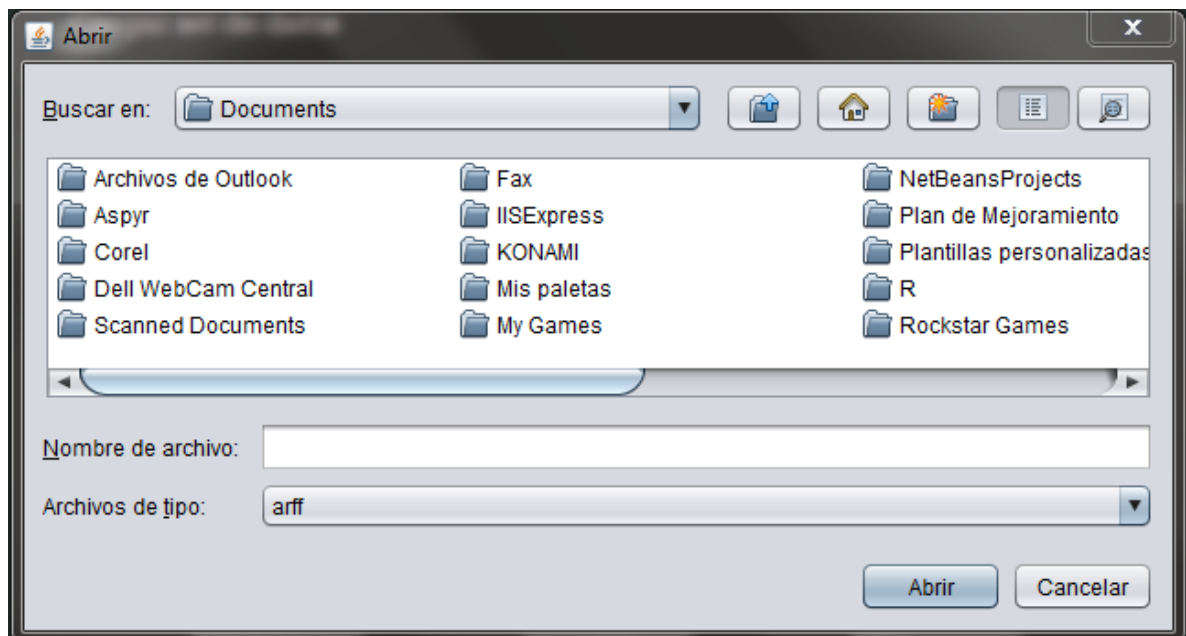 Abrir
Buscar en: Documents
Archivos de Outlook Fax NetBeansProjects
Aspyr IISExpress Plan de Mejoramiento
Corel KONAMI Plantillas personalizadas
Dell WebCam Central Mis paletas R
Scanned Documents My Games Rockstar Games
Nombre de archivo:
Archivos de tipo: arff
Abrir Cancelar